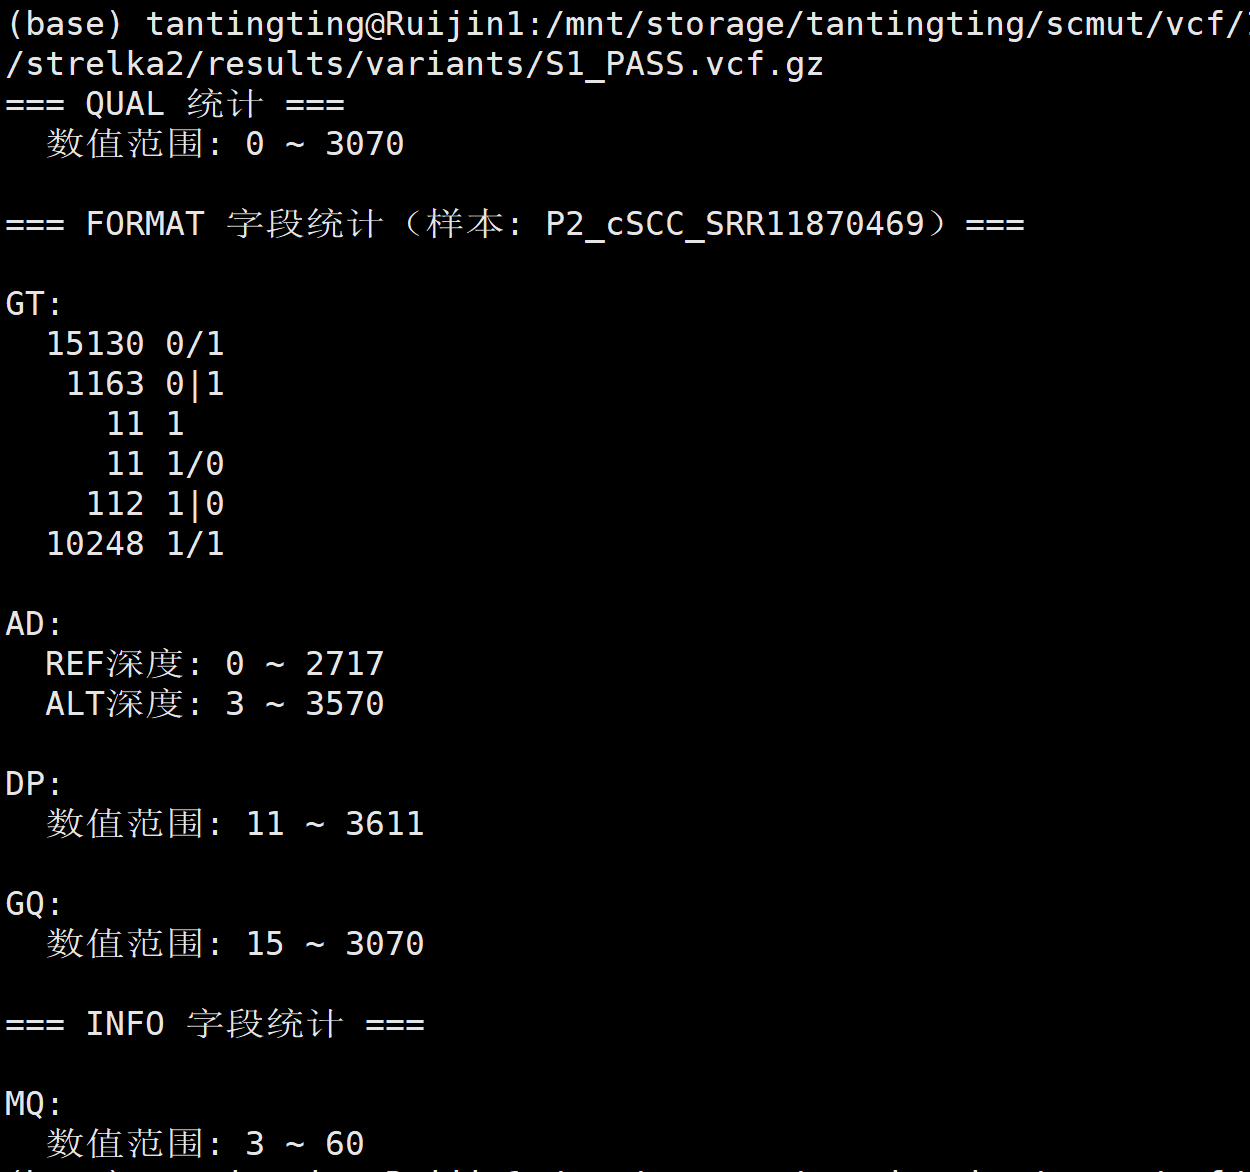 (base) tantingting@Ruijin1:/mnt/storage/tantingting/scmut/vcf/
/strelka2/results/variants/S1_PASS.vcf.gz
=== QUAL 统计 ===
数值范围: 0 ~ 3070
=== FORMAT 字段统计（样本: P2_cSCC_SRR11870469）===
GT:
15130 0/1
1163 0|1
11 1
11 1/0
112 1|0
10248 1/1
AD:
REF深度: 0 ~ 2717
ALT深度: 3 ~ 3570
DP:
数值范围: 11 ~ 3611
GQ:
数值范围: 15 ~ 3070
=== INFO 字段统计 ===
MQ:
数值范围: 3 ~ 60